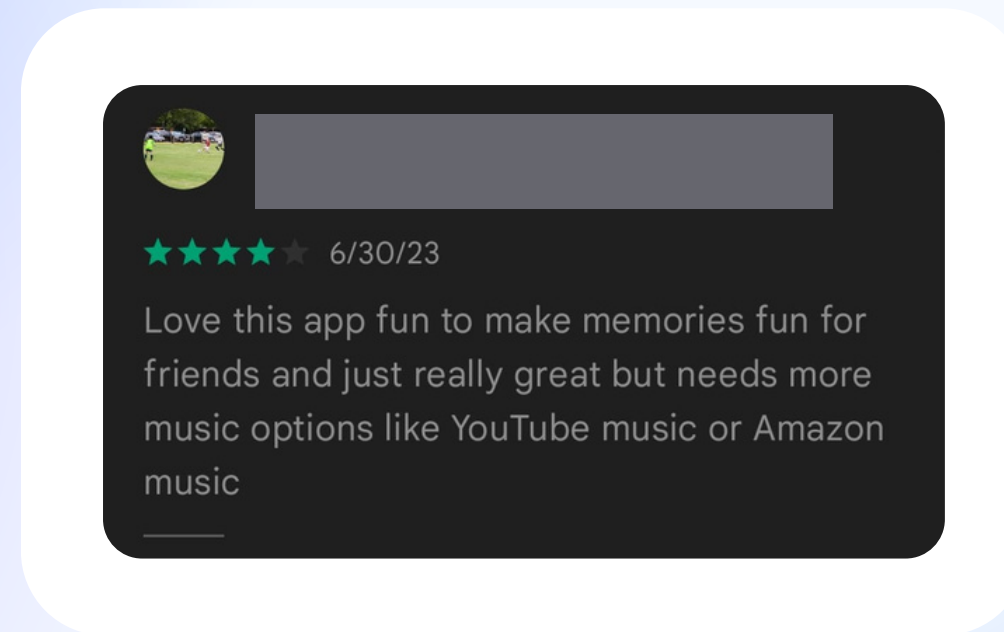 6/30/23
Love this app fun to make memories fun for
friends and just really great but needs more
music options like YouTube music or Amazon
music